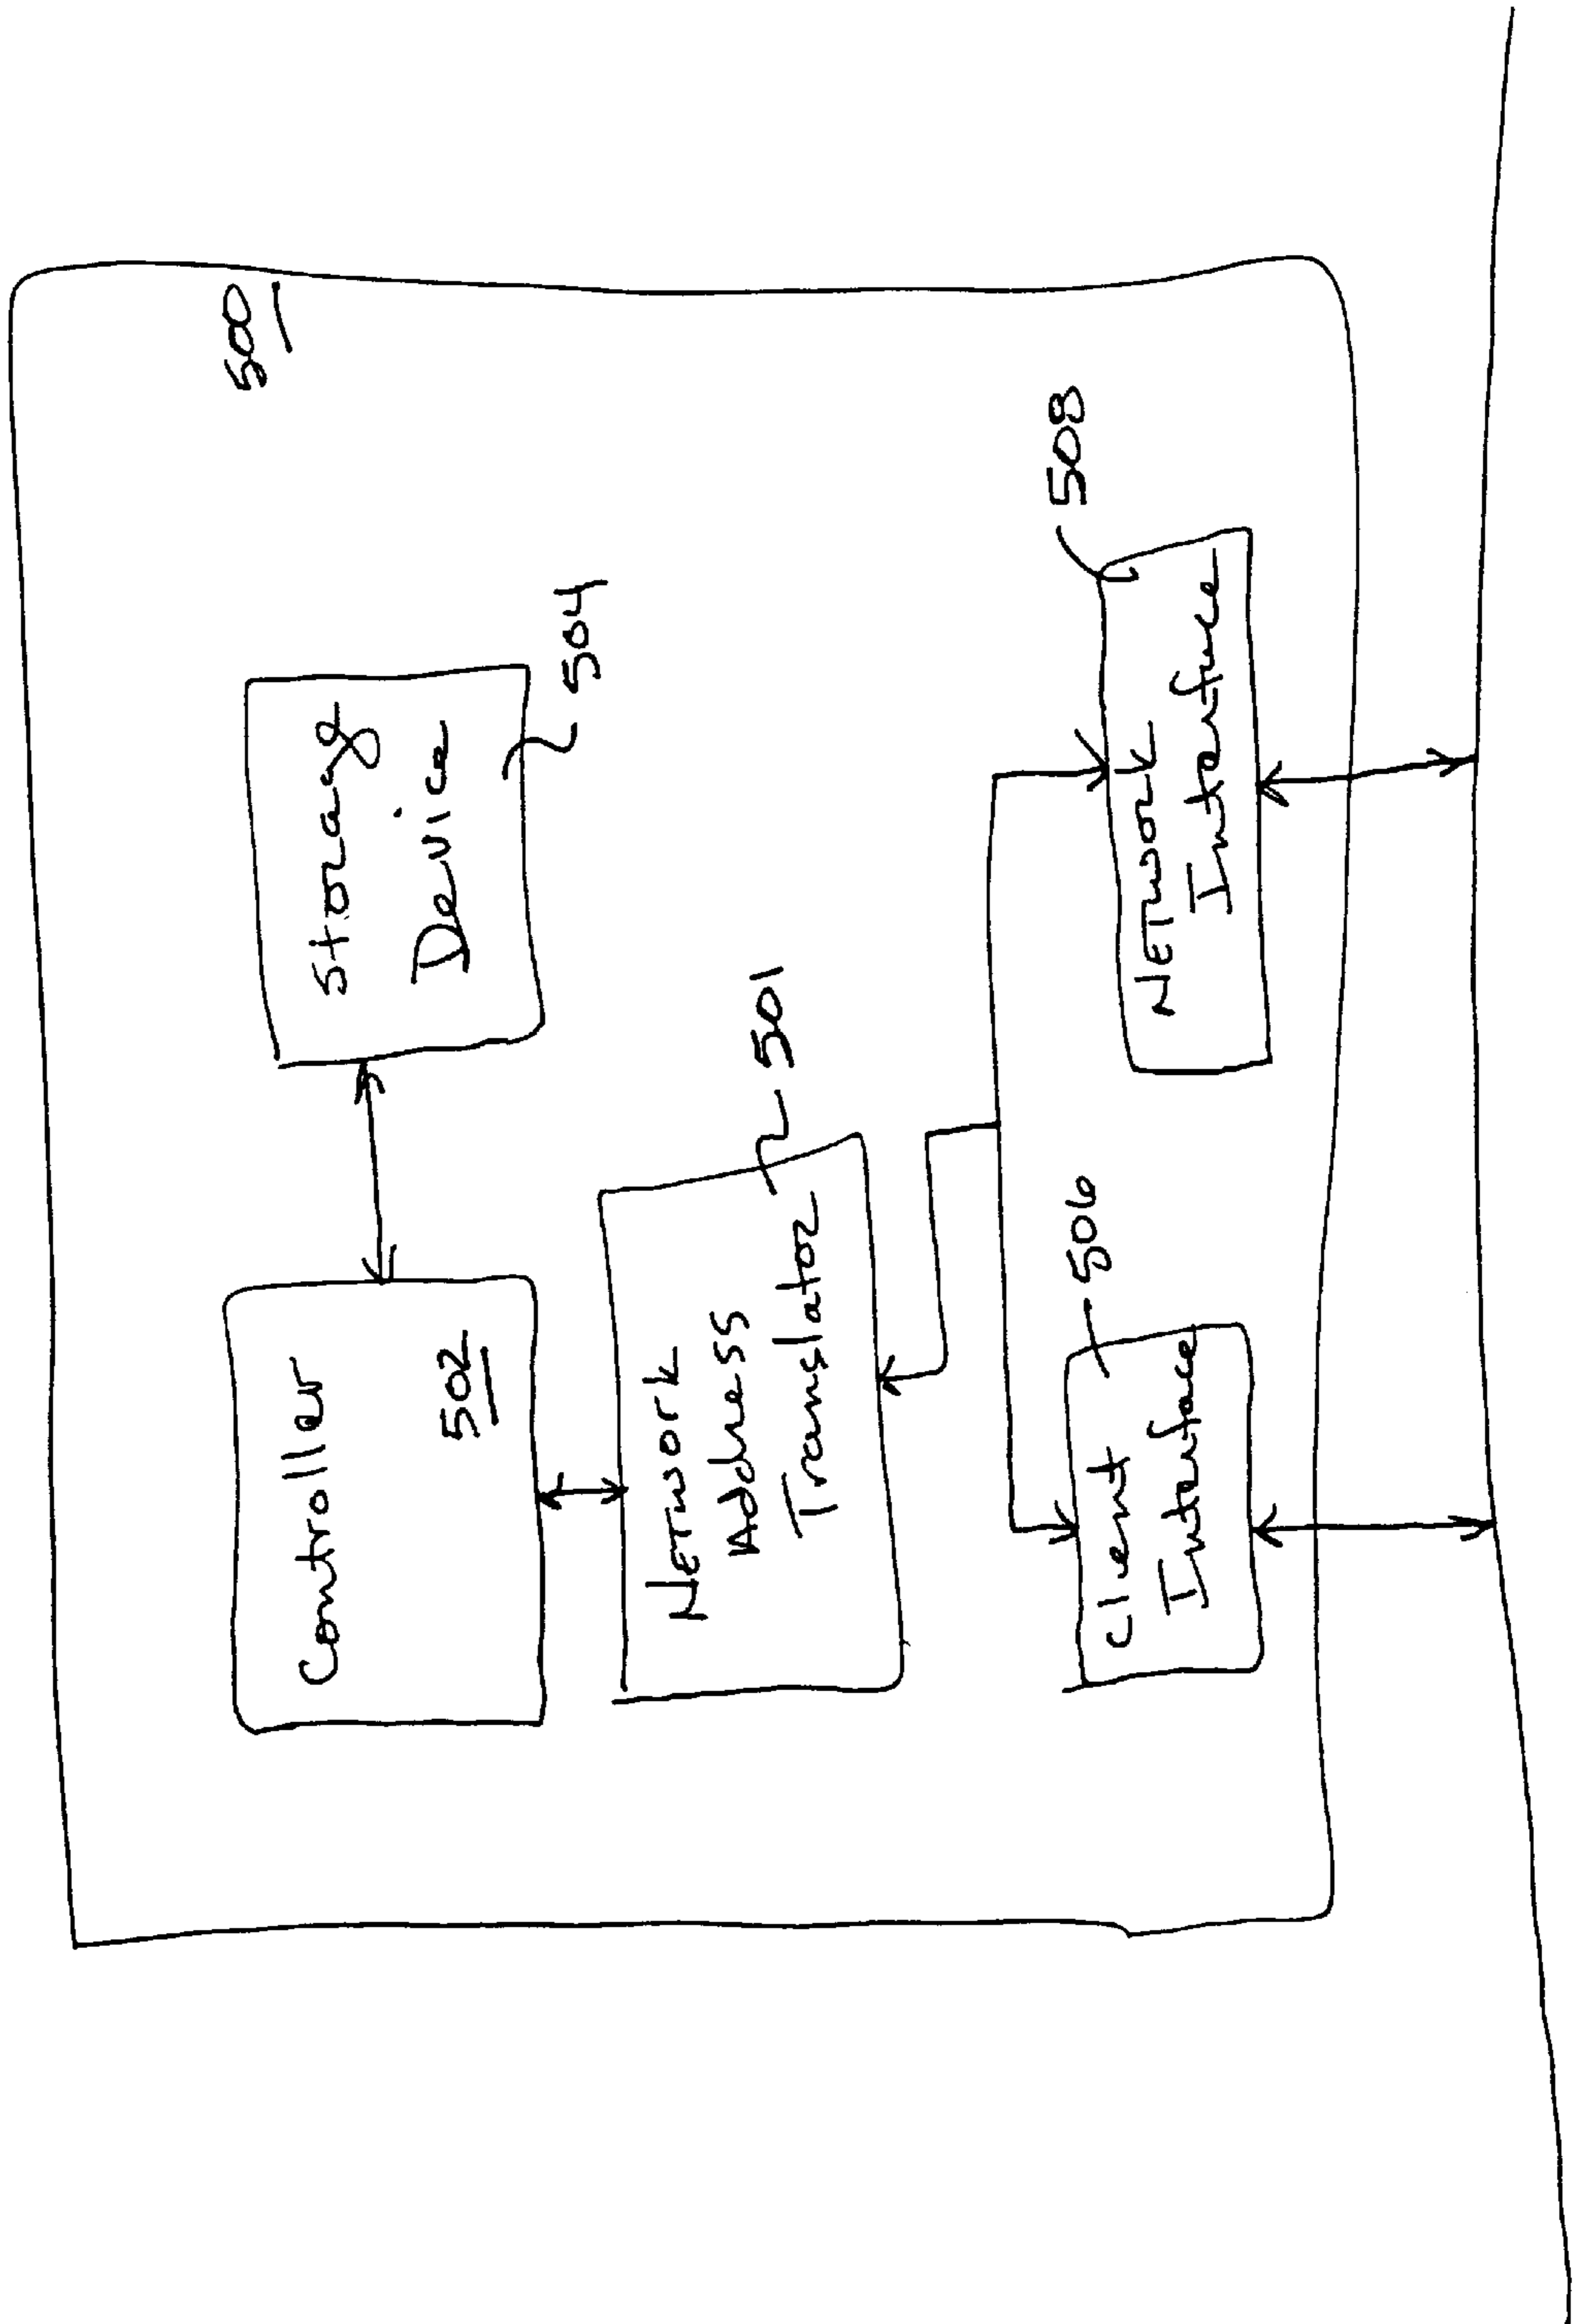 500
Controller
502
Storage
Device
504
Network
Address
Translator
501
Client
Interface
506
Network
Interface
508